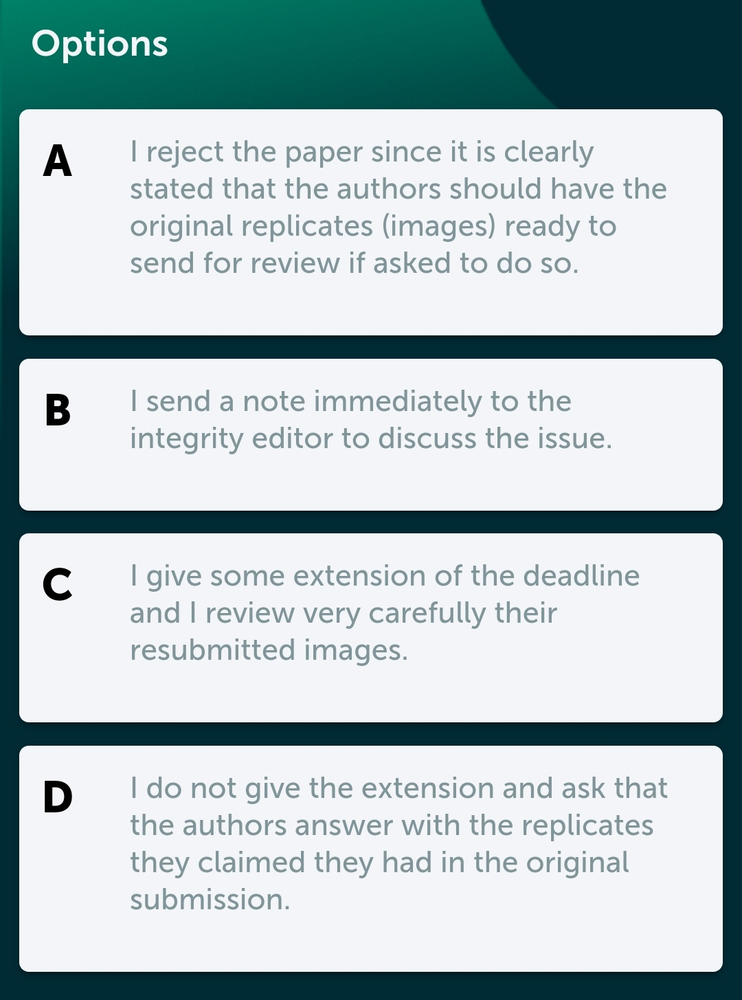 Options
A
I reject the paper since it is clearly
stated that the authors should have the
original replicates (images) ready to
send for review if asked to do so.
B
I send a note immediately to the
integrity editor to discuss the issue.
C
I give some extension of the deadline
and I review very carefully their
resubmitted images.
D
I do not give the extension and ask that
the authors answer with the replicates
they claimed they had in the original
submission.